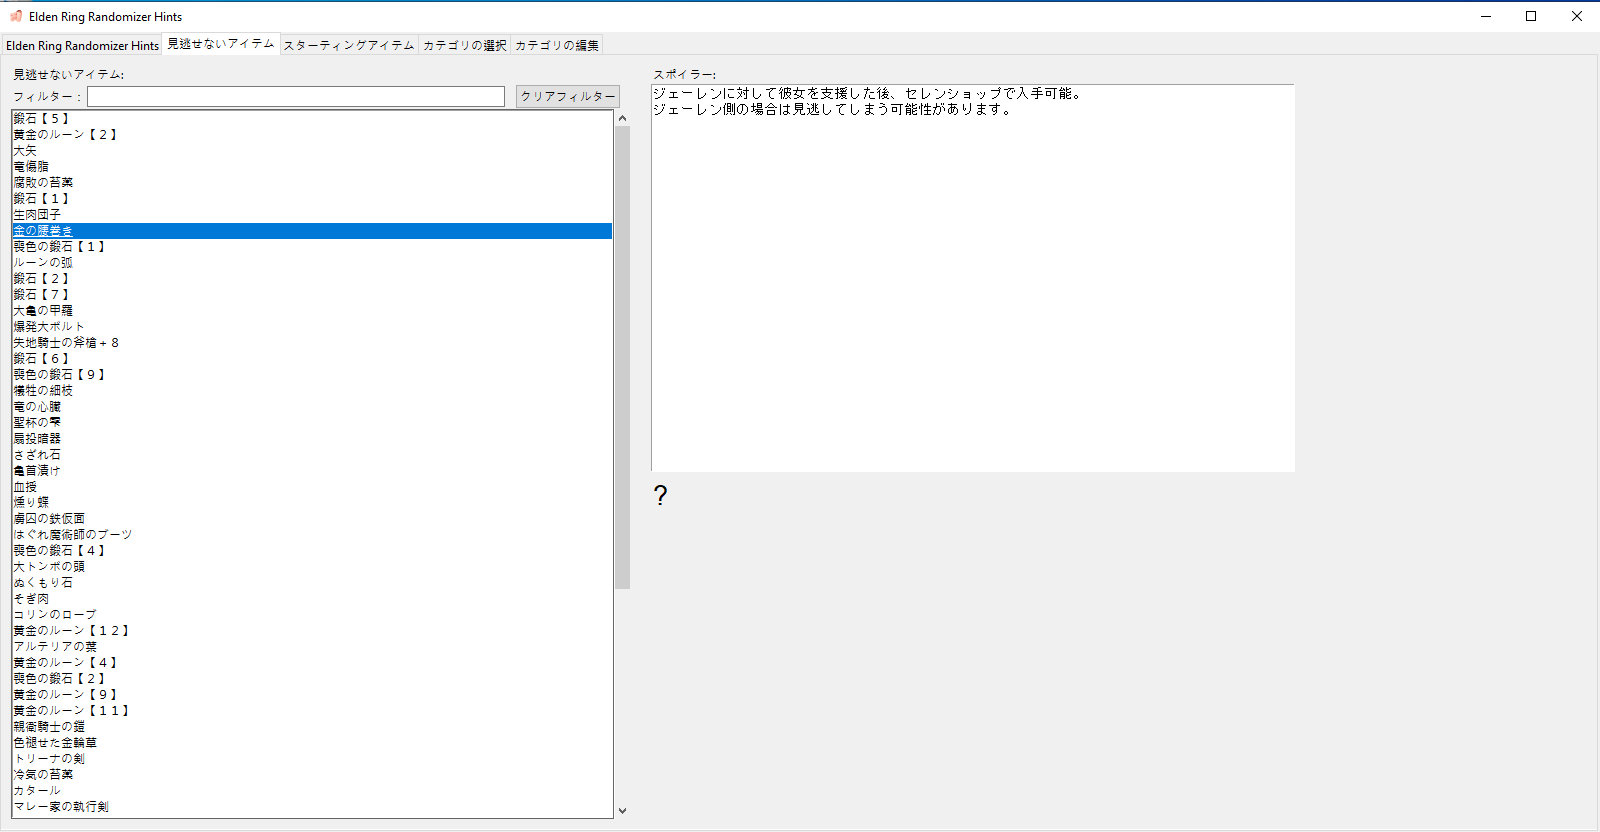 Elden Ring Randomizer Hints
Elden Ring Randomizer Hints 見逃せないアイテム スターティングアイテム カテゴリの選択 カテゴリの編集
見逃せないアイテム:
フィルター： クリアフィルター
鍛石【５】
黄金のルーン【２】
大矢
竜傷脂
腐敗の苔薬
鍛石【１】
生肉団子
金の腰巻き
喪色の鍛石【１】
ルーンの弧
鍛石【２】
鍛石【７】
大亀の甲羅
爆発大ボルト
失地騎士の斧槍＋８
鍛石【６】
喪色の鍛石【９】
犠牲の細枝
竜の心臓
聖杯の雫
扇投暗器
さざれ石
亀首漬け
血授
燻り蝶
虜囚の鉄仮面
はぐれ魔術師のブーツ
喪色の鍛石【４】
大トンボの頭
ぬくもり石
そぎ肉
コリンのローブ
黄金のルーン【１２】
アルテリアの葉
黄金のルーン【４】
喪色の鍛石【２】
黄金のルーン【９】
黄金のルーン【１１】
親衛騎士の鎧
色褪せた金輪草
トリーナの剣
冷気の苔薬
カタール
マレー家の執行剣
スポイラー:
ジェーレンに対して彼女を支援した後、セレンショップで入手可能。
ジェーレン側の場合は見逃してしまう可能性があります。
?